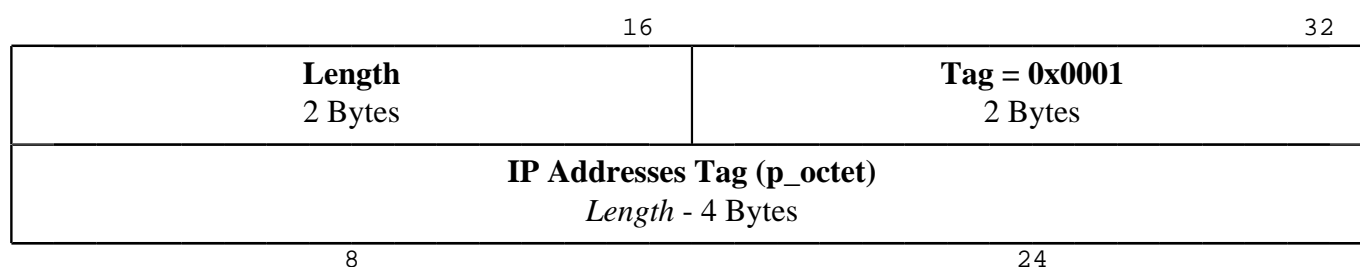 16 32
Length Tag = 0x0001
2 Bytes 2 Bytes
IP Addresses Tag (p_octet)
Length - 4 Bytes
8 24